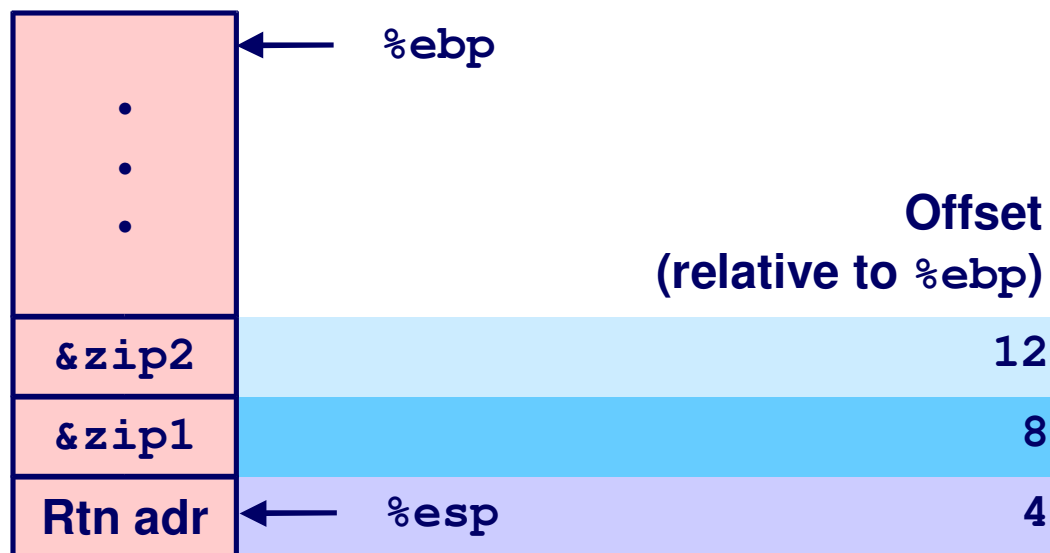 %ebp
Offset
(relative to %ebp)
&zip2 12
&zip1 8
Rtn adr %esp 4